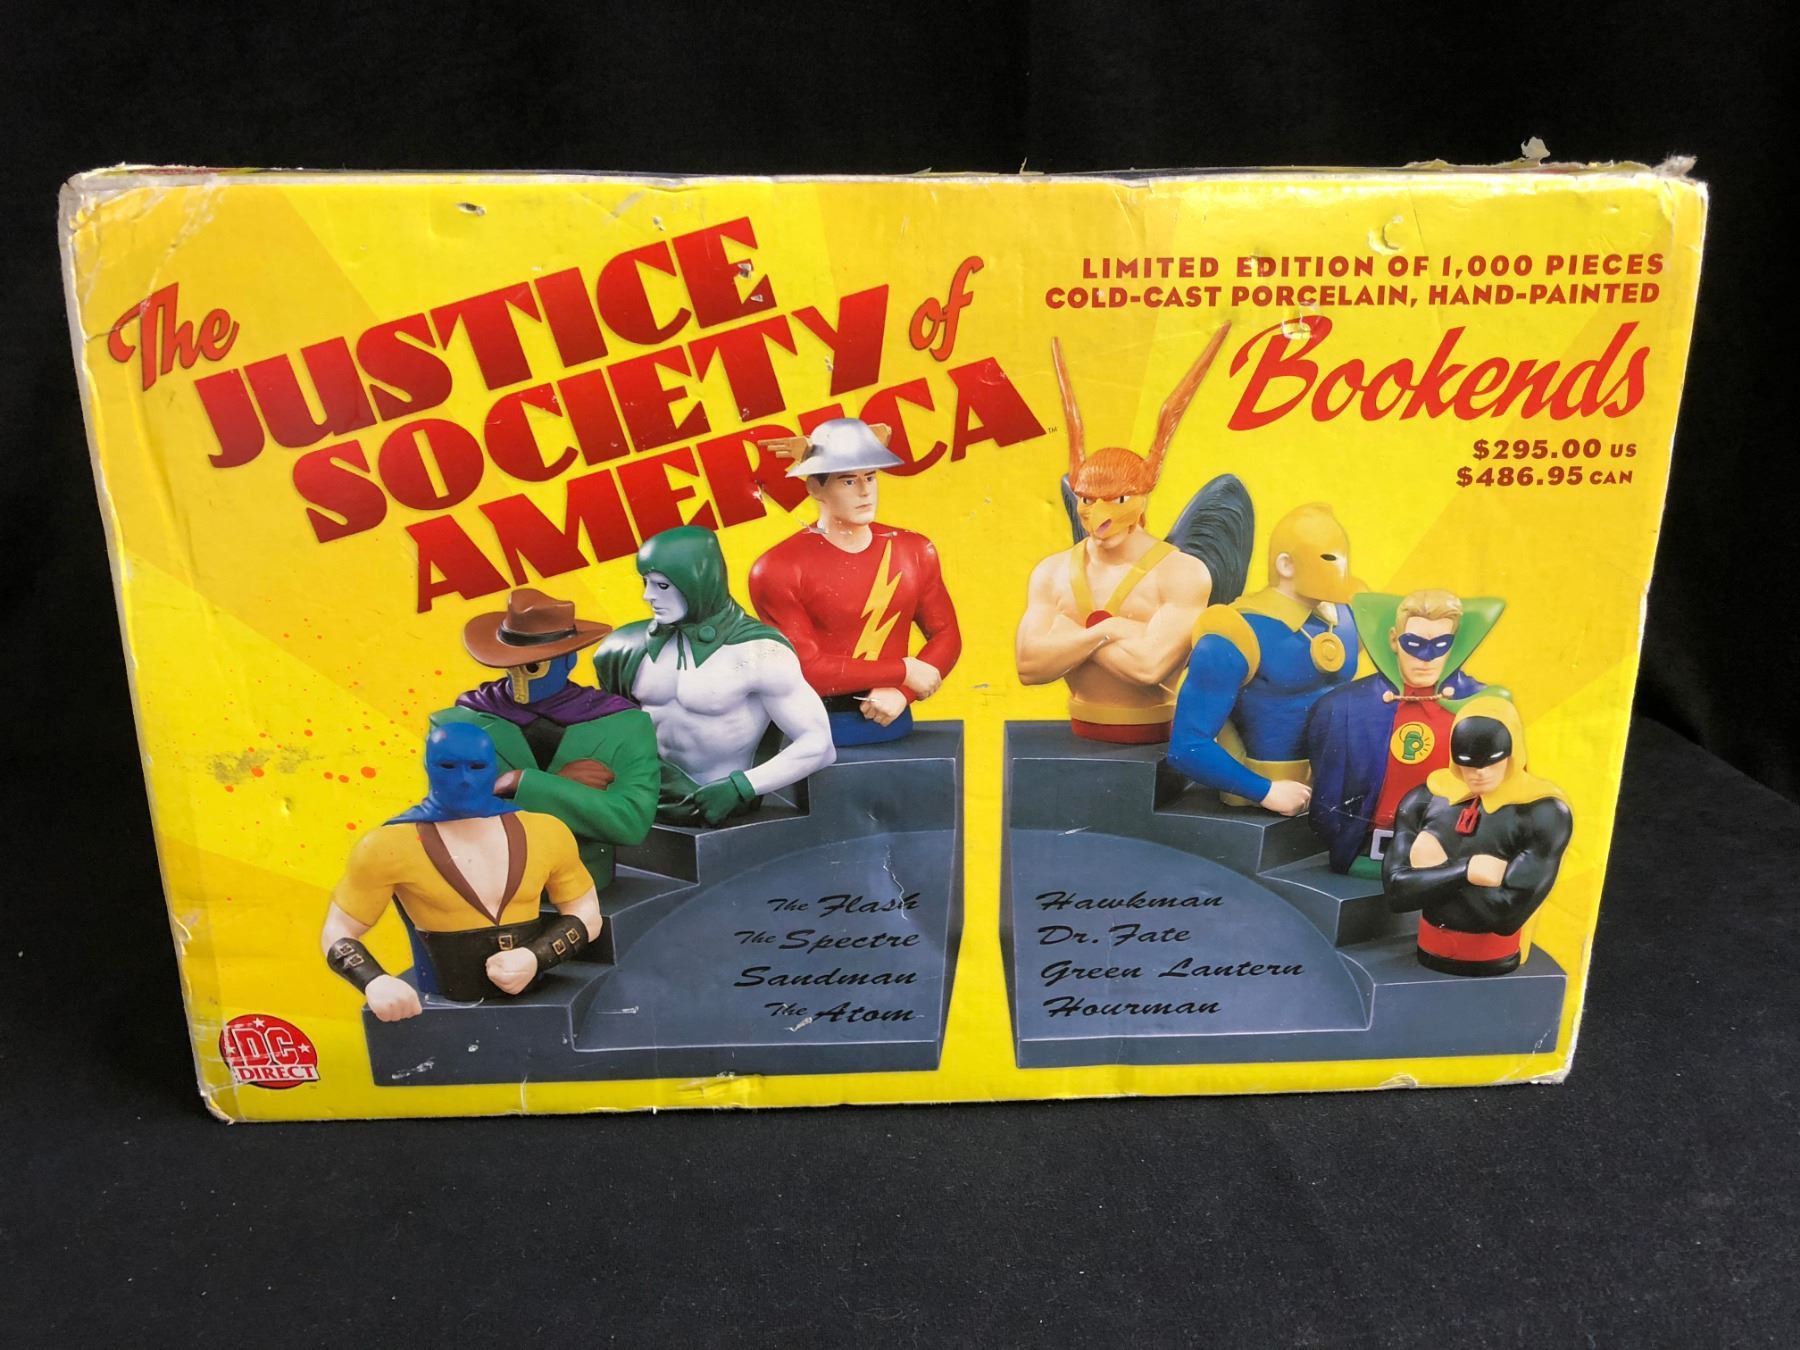 The
JUSTICE
SOCIETY of
AMERICA™
LIMITED EDITION OF 1,000 PIECES
COLD-CAST PORCELAIN, HAND-PAINTED
Bookends
$295.00 US
$486.95 CAN
The Flash
The Spectre
Sandman
The Atom
Hawkman
Dr. Fate
Green Lantern
Hourman
DC
DIRECT